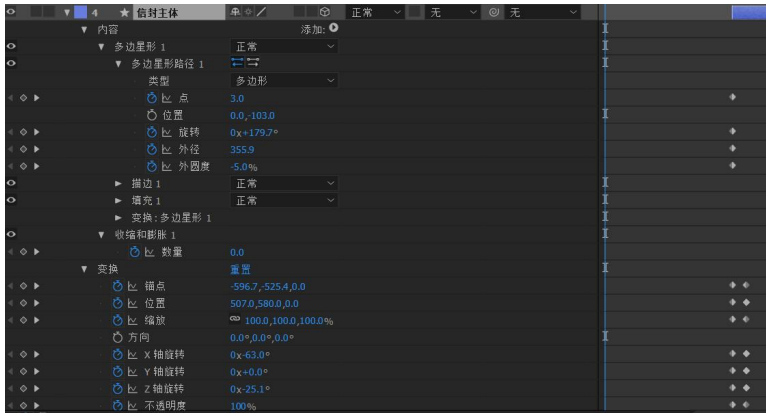 4 ★ 信封主体 正常 无 无
内容 添加:
多边星形 1 正常
多边星形路径 1
类型 多边形
点 3.0
位置 0.0,-103.0
旋转 0x+179.7°
外径 355.9
外圆度 -5.0%
描边 1 正常
填充 1 正常
变换:多边星形 1
收缩和膨胀 1
数量 0.0
变换 重置
锚点 -596.7,-525.4,0.0
位置 507.0,580.0,0.0
缩放 100.0,100.0,100.0%
方向 0.0°,0.0°,0.0°
X 轴旋转 0x-63.0°
Y 轴旋转 0x+0.0°
Z 轴旋转 0x-25.1°
不透明度 100%